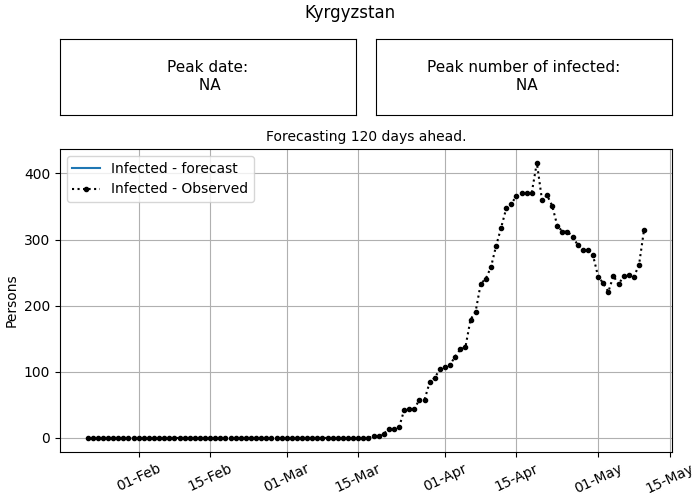 Kyrgyzstan
Peak date:
NA
Peak number of infected:
NA
Forecasting 120 days ahead.
Infected - forecast
Infected - Observed
Persons
400
300
200
100
0
01-Feb
15-Feb
01-Mar
15-Mar
01-Apr
15-Apr
01-May
15-May